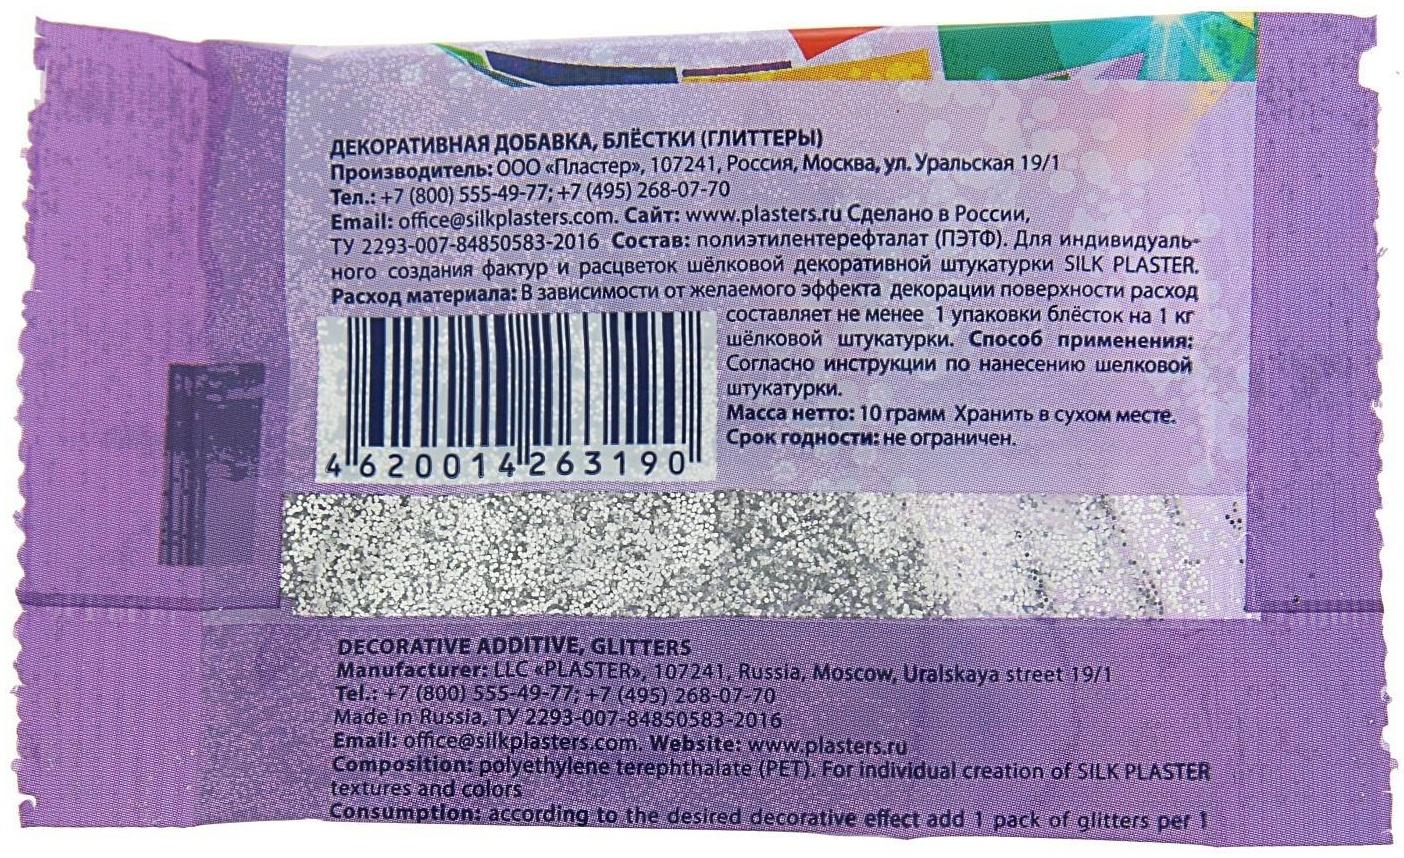 ДЕКОРАТИВНАЯ ДОБАВКА, БЛЁСТКИ (ГЛИТТЕРЫ)
Производитель: ООО «Пластер», 107241, Россия, Москва, ул. Уральская 19/1
Тел.: +7 (800) 555-49-77; +7 (495) 268-07-70
Email: office@silkplasters.com. Сайт: www.plasters.ru Сделано в России,
ТУ 2293-007-84850583-2016 Состав: полиэтилентерефталат (ПЭТФ). Для индивидуаль-
ного создания фактур и расцветок шёлковой декоративной штукатурки SILK PLASTER.
Расход материала: В зависимости от желаемого эффекта декорации поверхности расход
составляет не менее 1 упаковки блёсток на 1 кг
шёлковой штукатурки. Способ применения:
Согласно инструкции по нанесению шелковой
штукатурки.
Масса нетто: 10 грамм Хранить в сухом месте.
Срок годности: не ограничен.
4 620014 263190
DECORATIVE ADDITIVE, GLITTERS
Manufacturer: LLC «PLASTER», 107241, Russia, Moscow, Uralskaya street 19/1
Tel.: +7 (800) 555-49-77; +7 (495) 268-07-70
Made in Russia, ТУ 2293-007-84850583-2016
Email: office@silkplasters.com. Website: www.plasters.ru
Composition: polyethylene terephthalate (PET). For individual creation of SILK PLASTER
textures and colors
Consumption: according to the desired decorative effect add 1 pack of glitters per 1